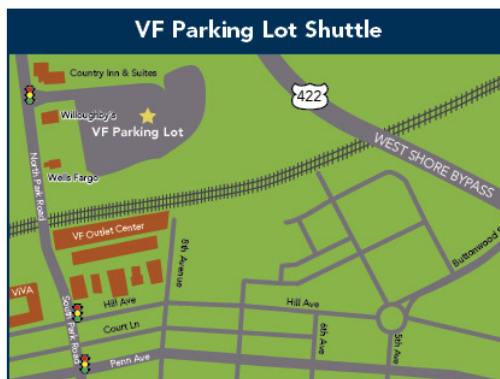 VF Parking Lot Shuttle
Country Inn & Suites
422
Willoughby's
VF Parking Lot
WEST SHORE BYPASS
North Park Road
Wells Fargo
VF Outlet Center
8th Avenue
Buttonwood
ViVA
South Park Road
Hill Ave
Hill Ave
Court Ln
6th Ave
5th Ave
Penn Ave